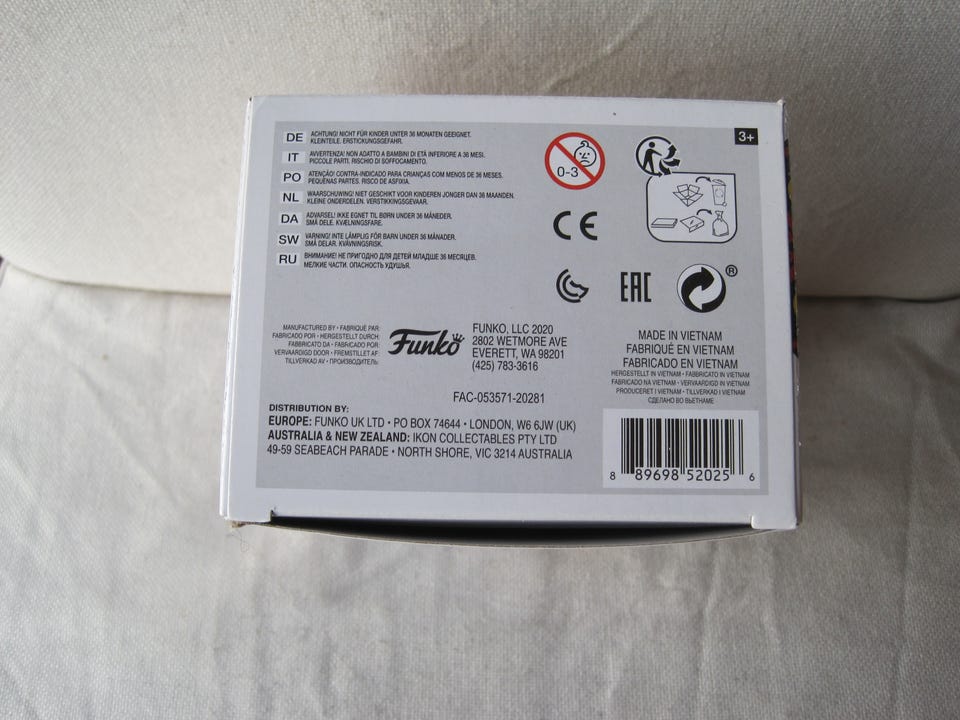 DE ACHTUNG! NICHT FÜR KINDER UNTER 36 MONATEN GEEIGNET.
KLEINTEILE. ERSTICKUNGSGEFAHR.
IT AVVERTENZA! NON ADATTO A BAMBINI DI ETÀ INFERIORE A 36 MESI.
PICCOLE PARTI. RISCHIO DI SOFFOCAMENTO.
PO ATENÇÃO! CONTRA-INDICADO PARA CRIANÇAS COM MENOS DE 36 MESES.
PEQUENAS PARTES. RISCO DE ASFIXIA.
NL WAARSCHUWING! NIET GESCHIKT VOOR KINDEREN JONGER DAN 36 MAANDEN.
KLEINE ONDERDELEN. VERSTIKKINGSGEVAAR.
DA ADVARSEL! IKKE EGNET TIL BØRN UNDER 36 MÅNEDER.
SMÅ DELE. KVÆLNINGSFARE.
SW VARNING! INTE LÄMPLIG FÖR BARN UNDER 36 MÅNADER.
SMÅ DELAR. KVÄVNINGSRISK.
RU ВНИМАНИЕ! НЕ ПРИГОДНО ДЛЯ ДЕТЕЙ МЛАДШЕ 36 МЕСЯЦЕВ.
МЕЛКИЕ ЧАСТИ. ОПАСНОСТЬ УДУШЬЯ.
0-3
3+
CE
EAC
®
MANUFACTURED BY • FABRIQUÉ PAR:
FABRICADO POR • HERGESTELLT DURCH:
FABBRICATO DA • FABRICADO POR:
VERVAARDIGD DOOR • FREMSTILLET AF:
TILLVERKAD AV • ПРОИЗВОДИТЕЛЬ:
Funko
FUNKO, LLC 2020
2802 WETMORE AVE
EVERETT, WA 98201
(425) 783-3616
FAC-053571-20281
DISTRIBUTION BY:
EUROPE: FUNKO UK LTD • PO BOX 74644 • LONDON, W6 6JW (UK)
AUSTRALIA & NEW ZEALAND: IKON COLLECTABLES PTY LTD
49-59 SEABEACH PARADE • NORTH SHORE, VIC 3214 AUSTRALIA
MADE IN VIETNAM
FABRIQUÉ EN VIETNAM
FABRICADO EN VIETNAM
HERGESTELLT IN VIETNAM • FABBRICATO IN VIETNAM
FABRICADO NA VIETNAM • VERVAARDIGD IN VIETNAM
PRODUCERET I VIETNAM • TILLVERKAD I VIETNAM
СДЕЛАНО ВО ВЬЕТНАМЕ
8 89698 52025 6